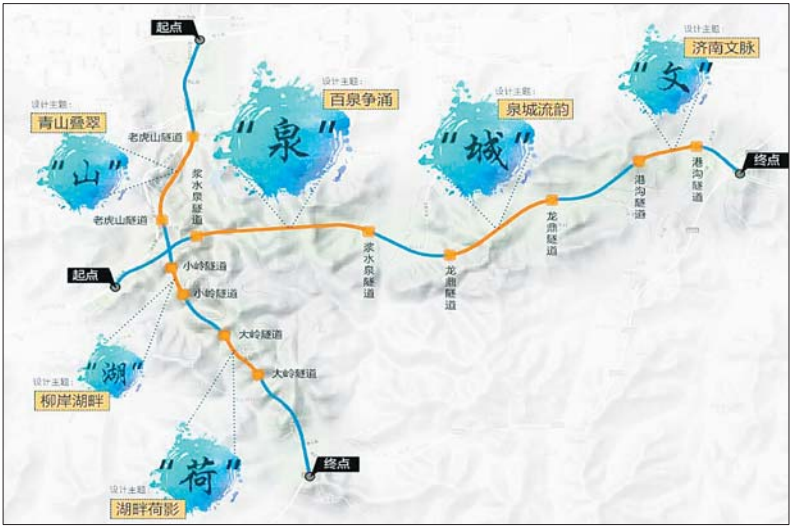 起点
设计主题:
济南文脉
"文"
设计主题:
百泉争涌
"泉"
设计主题:
泉城流韵
"城"
设计主题:
青山叠翠
"山"
老虎山隧道
港沟隧道
港沟隧道
终点
浆水泉隧道
老虎山隧道
龙鼎隧道
浆水泉隧道
龙鼎隧道
起点
小岭隧道
小岭隧道
大岭隧道
大岭隧道
"湖"
设计主题:
柳岸湖畔
"荷"
终点
设计主题:
湖畔荷影